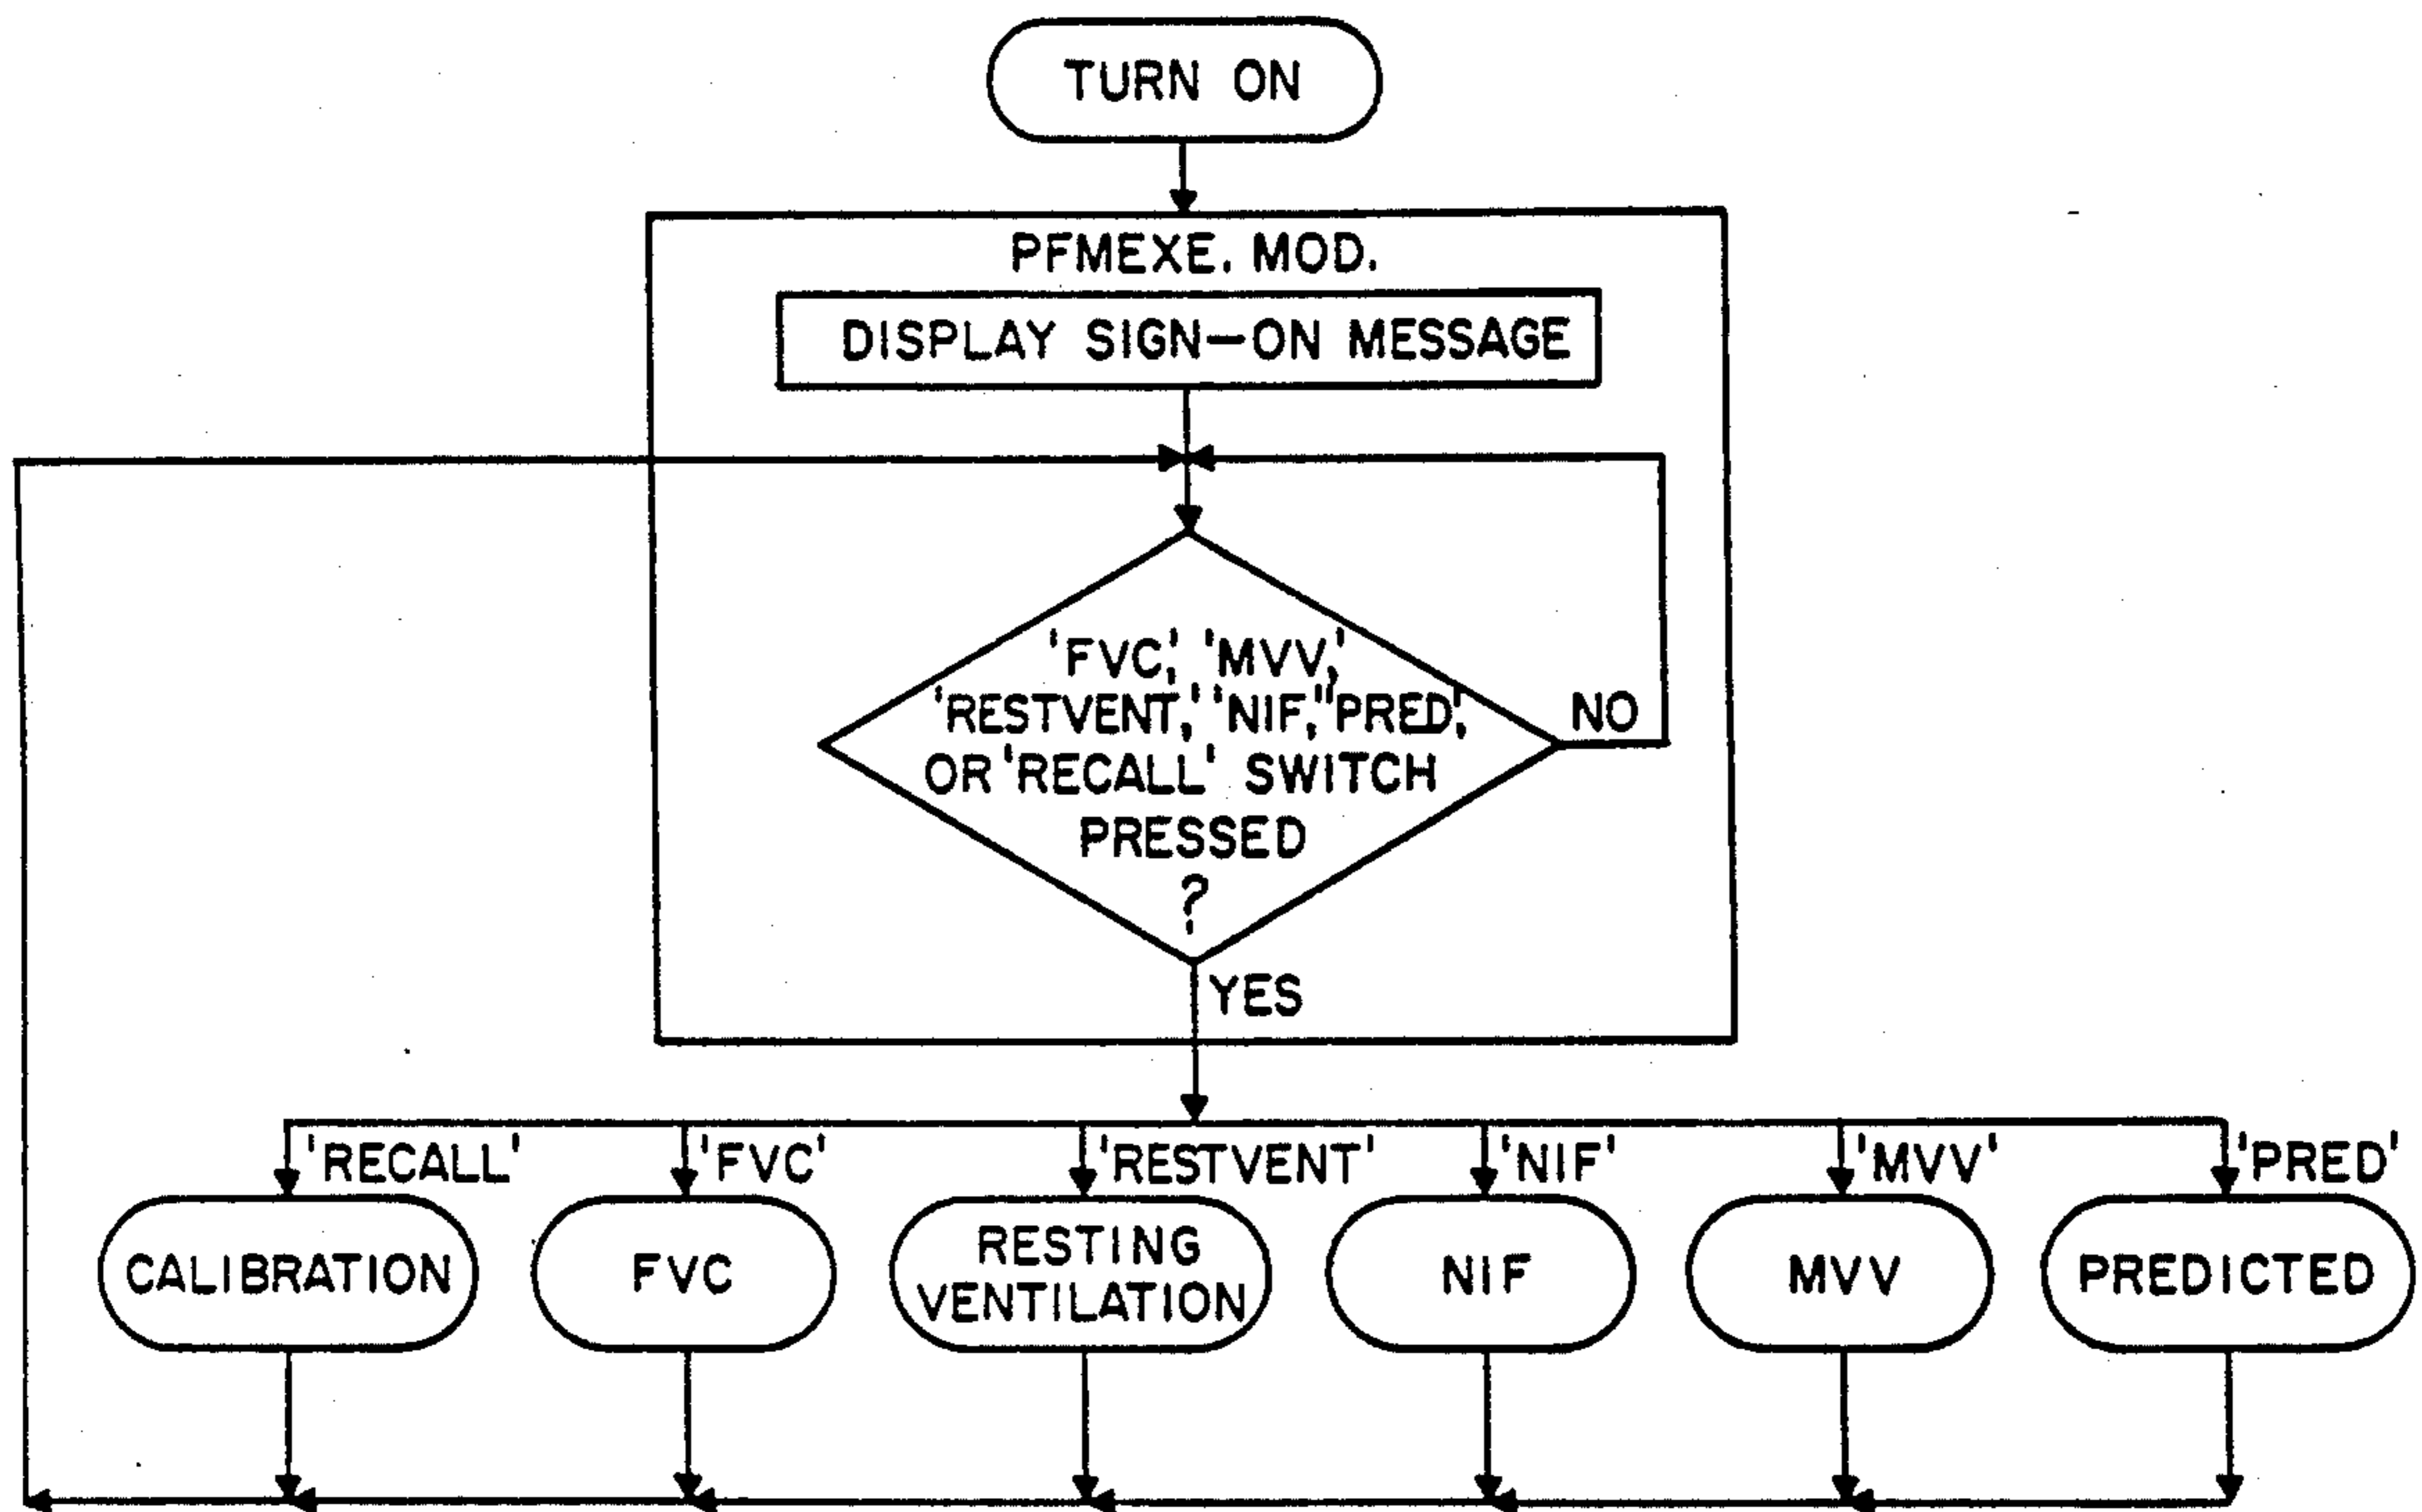 TURN ON
PFMEXE. MOD.
DISPLAY SIGN—ON MESSAGE
'FVC,' 'MVV,'
'RESTVENT,' 'NIF,' 'PRED,'
OR 'RECALL' SWITCH
PRESSED
?
NO
YES
'RECALL'
'FVC'
'RESTVENT'
'NIF'
'MVV'
'PRED'
CALIBRATION
FVC
RESTING
VENTILATION
NIF
MVV
PREDICTED